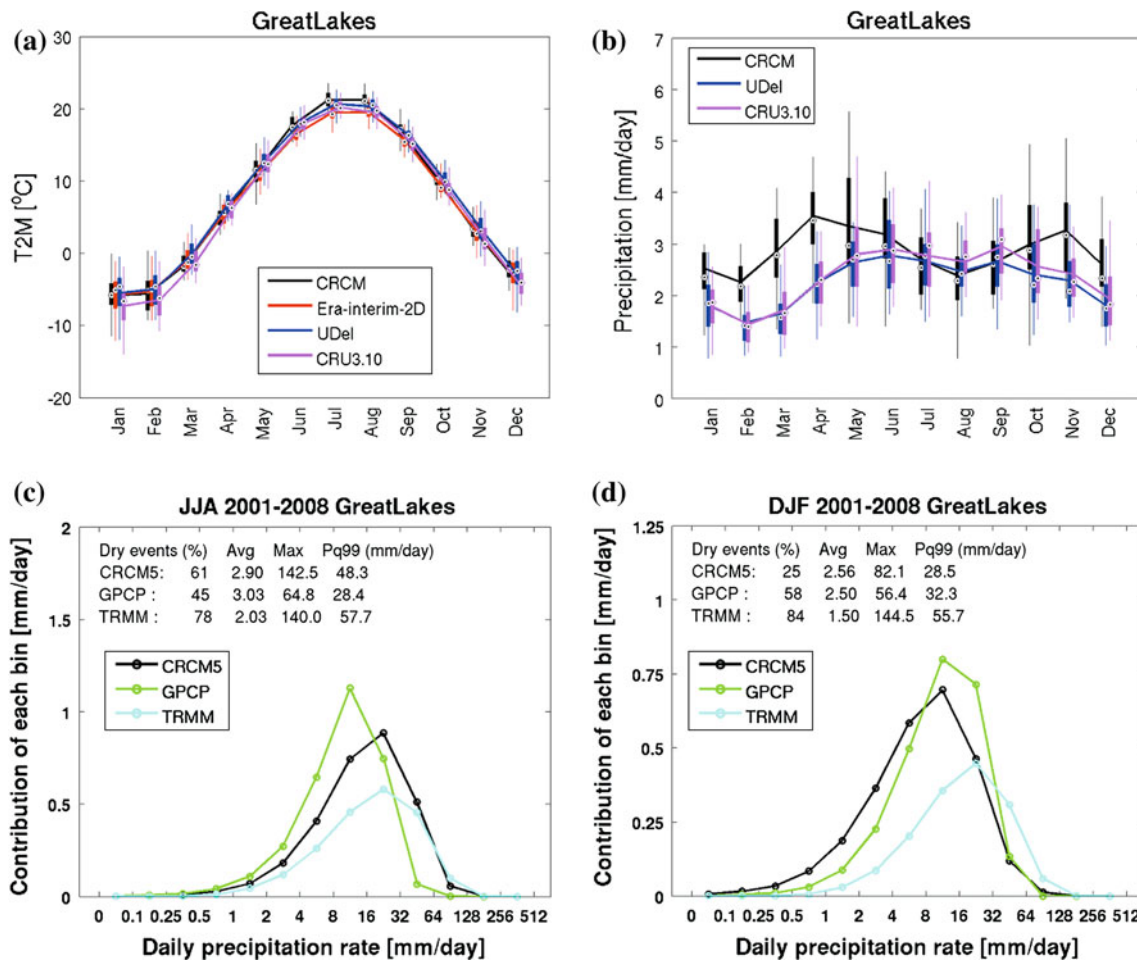 (a)
GreatLakes
T2M [°C]
30
20
10
0
-10
-20
CRCM
Era-interim-2D
UDel
CRU3.10
Jan Feb Mar Apr May Jun Jul Aug Sep Oct Nov Dec
(b)
GreatLakes
Precipitation [mm/day]
7
6
5
4
3
2
1
0
CRCM
UDel
CRU3.10
Jan Feb Mar Apr May Jun Jul Aug Sep Oct Nov Dec
(c)
JJA 2001-2008 GreatLakes
Contribution of each bin [mm/day]
2
1.5
1
0.5
0
Dry events (%) Avg Max Pq99 (mm/day)
CRCM5: 61 2.90 142.5 48.3
GPCP : 45 3.03 64.8 28.4
TRMM : 78 2.03 140.0 57.7
CRCM5
GPCP
TRMM
0 0.1 0.25 0.5 1 2 4 8 16 32 64 128 256 512
Daily precipitation rate [mm/day]
(d)
DJF 2001-2008 GreatLakes
Contribution of each bin [mm/day]
1.25
1
0.75
0.5
0.25
0
Dry events (%) Avg Max Pq99 (mm/day)
CRCM5: 25 2.56 82.1 28.5
GPCP : 58 2.50 56.4 32.3
TRMM : 84 1.50 144.5 55.7
CRCM5
GPCP
TRMM
0 0.1 0.25 0.5 1 2 4 8 16 32 64 128 256 512
Daily precipitation rate [mm/day]